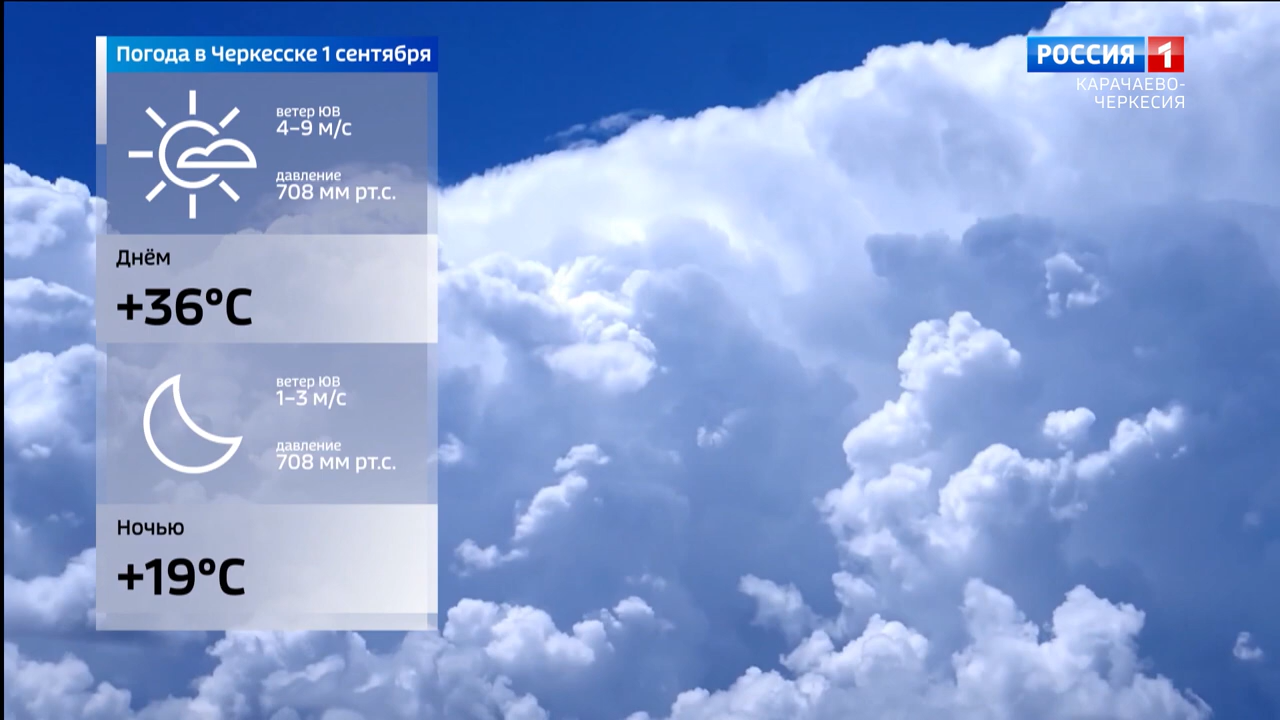 Погода в Черкесске 1 сентября
РОССИЯ 1
КАРАЧАЕВО-
ЧЕРКЕСИЯ
ветер ЮВ
4–9 м/с
давление
708 мм рт.с.
Днём
+36°C
ветер ЮВ
1–3 м/с
давление
708 мм рт.с.
Ночью
+19°C